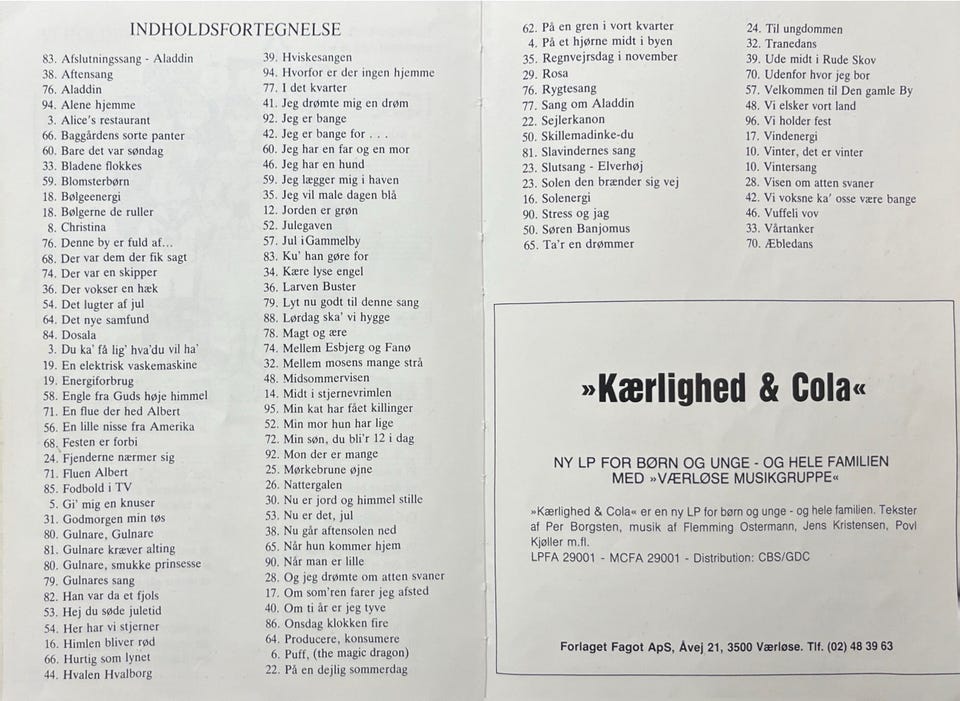 INDHOLDSFORTEGNELSE
83. Afslutningssang - Aladdin
38. Aftensang
76. Aladdin
94. Alene hjemme
3. Alice's restaurant
66. Baggårdens sorte panter
60. Bare det var søndag
33. Bladene flokkes
59. Blomsterbørn
18. Bølgeenergi
18. Bølgerne de ruller
8. Christina
76. Denne by er fuld af...
68. Der var dem der fik sagt
74. Der var en skipper
36. Der vokser en hæk
54. Det lugter af jul
64. Det nye samfund
84. Dosala
3. Du ka' få lig' hva'du vil ha'
19. En elektrisk vaskemaskine
19. Energiforbrug
58. Engle fra Guds høje himmel
71. En flue der hed Albert
56. En lille nisse fra Amerika
68. Festen er forbi
24. Fjenderne nærmer sig
71. Fluen Albert
85. Fodbold i TV
5. Gi' mig en knuser
31. Godmorgen min tøs
80. Gulnare, Gulnare
81. Gulnare kræver alting
80. Gulnare, smukke prinsesse
79. Gulnares sang
82. Han var da et fjols
53. Hej du søde juletid
54. Her har vi stjerner
16. Himlen bliver rød
66. Hurtig som lynet
44. Hvalen Hvalborg
39. Hviskesangen
94. Hvorfor er der ingen hjemme
77. I det kvarter
41. Jeg drømte mig en drøm
92. Jeg er bange
42. Jeg er bange for . . .
60. Jeg har en far og en mor
46. Jeg har en hund
59. Jeg lægger mig i haven
35. Jeg vil male dagen blå
12. Jorden er grøn
52. Julegaven
57. Jul i Gammelby
83. Ku' han gøre for
34. Kære lyse engel
36. Larven Buster
79. Lyt nu godt til denne sang
88. Lørdag ska' vi hygge
78. Magt og ære
74. Mellem Esbjerg og Fanø
32. Mellem mosens mange strå
48. Midsommervisen
14. Midt i stjernevrimlen
95. Min kat har fået killinger
52. Min mor hun har lige
72. Min søn, du bli'r 12 i dag
92. Mon der er mange
25. Mørkebrune øjne
26. Nattergalen
30. Nu er jord og himmel stille
53. Nu er det, jul
38. Nu går aftensolen ned
65. Når hun kommer hjem
90. Når man er lille
28. Og jeg drømte om atten svaner
17. Om som'ren farer jeg afsted
40. Om ti år er jeg tyve
86. Onsdag klokken fire
64. Producere, konsumere
6. Puff, (the magic dragon)
22. På en dejlig sommerdag
62. På en gren i vort kvarter
4. På et hjørne midt i byen
35. Regnvejrsdag i november
29. Rosa
76. Rygtesang
77. Sang om Aladdin
22. Sejlerkanon
50. Skillemadinke-du
81. Slavindernes sang
23. Slutsang - Elverhøj
23. Solen den brænder sig vej
16. Solenergi
90. Stress og jag
50. Søren Banjomus
65. Ta'r en drømmer
24. Til ungdommen
32. Tranedans
39. Ude midt i Rude Skov
70. Udenfor hvor jeg bor
57. Velkommen til Den gamle By
48. Vi elsker vort land
96. Vi holder fest
17. Vindenergi
10. Vinter, det er vinter
10. Vintersang
28. Visen om atten svaner
42. Vi voksne ka' osse være bange
46. Vuffeli vov
33. Vårtanker
70. Æbledans
»Kærlighed & Cola«
NY LP FOR BØRN OG UNGE - OG HELE FAMILIEN
MED »VÆRLØSE MUSIKGRUPPE«
»Kærlighed & Cola« er en ny LP for børn og unge - og hele familien. Tekster
af Per Borgsten, musik af Flemming Ostermann, Jens Kristensen, Povl
Kjøller m.fl.
LPFA 29001 - MCFA 29001 - Distribution: CBS/GDC
Forlaget Fagot ApS, Åvej 21, 3500 Værløse. Tlf. (02) 48 39 63